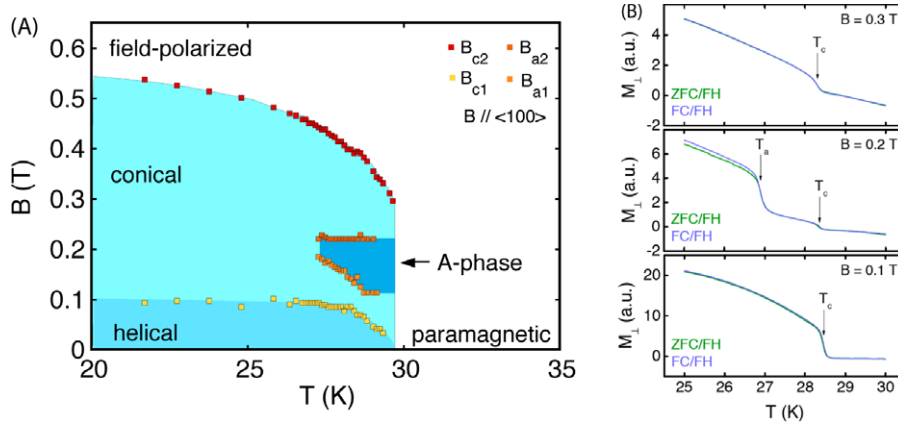 (A)
0.6
0.5
0.4
0.3
0.2
0.1
0
B (T)
field-polarized
B_c2 B_a2
B_c1 B_a1
B // <100>
conical
A-phase
helical
paramagnetic
20 25 30 35
T (K)
(B)
B = 0.3 T
M_⊥ (a.u.)
4
2
0
-2
T_c
ZFC/FH
FC/FH
B = 0.2 T
M_⊥ (a.u.)
6
4
2
0
-2
T_a
T_c
ZFC/FH
FC/FH
B = 0.1 T
M_⊥ (a.u.)
20
10
0
T_c
ZFC/FH
FC/FH
25 26 27 28 29 30
T (K)